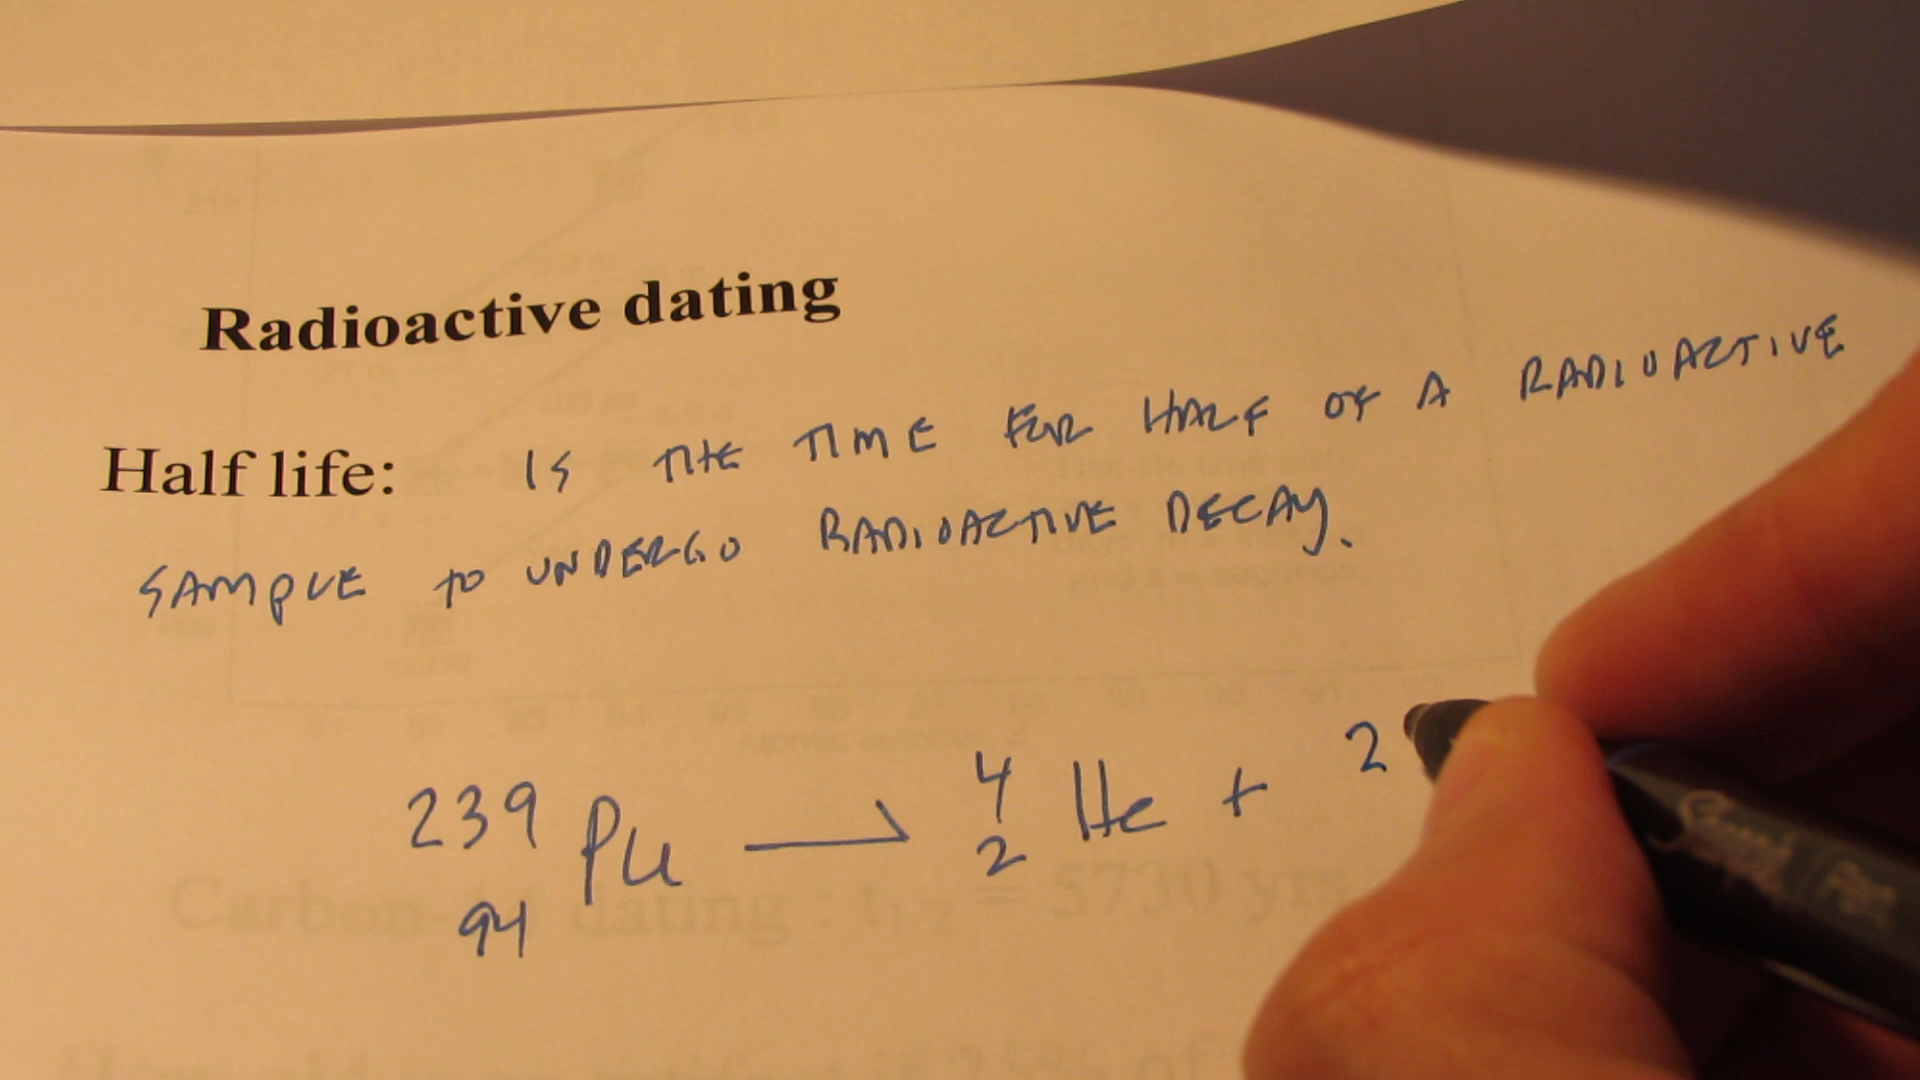 Radioactive dating
Half life: IS THE TIME FOR HALF OF A RADIOACTIVE
SAMPLE TO UNDERGO RADIOACTIVE DECAY.
239 Pu → 4 He + 2
94 2
Carbon-14 dating : t1/2 = 5730 yrs